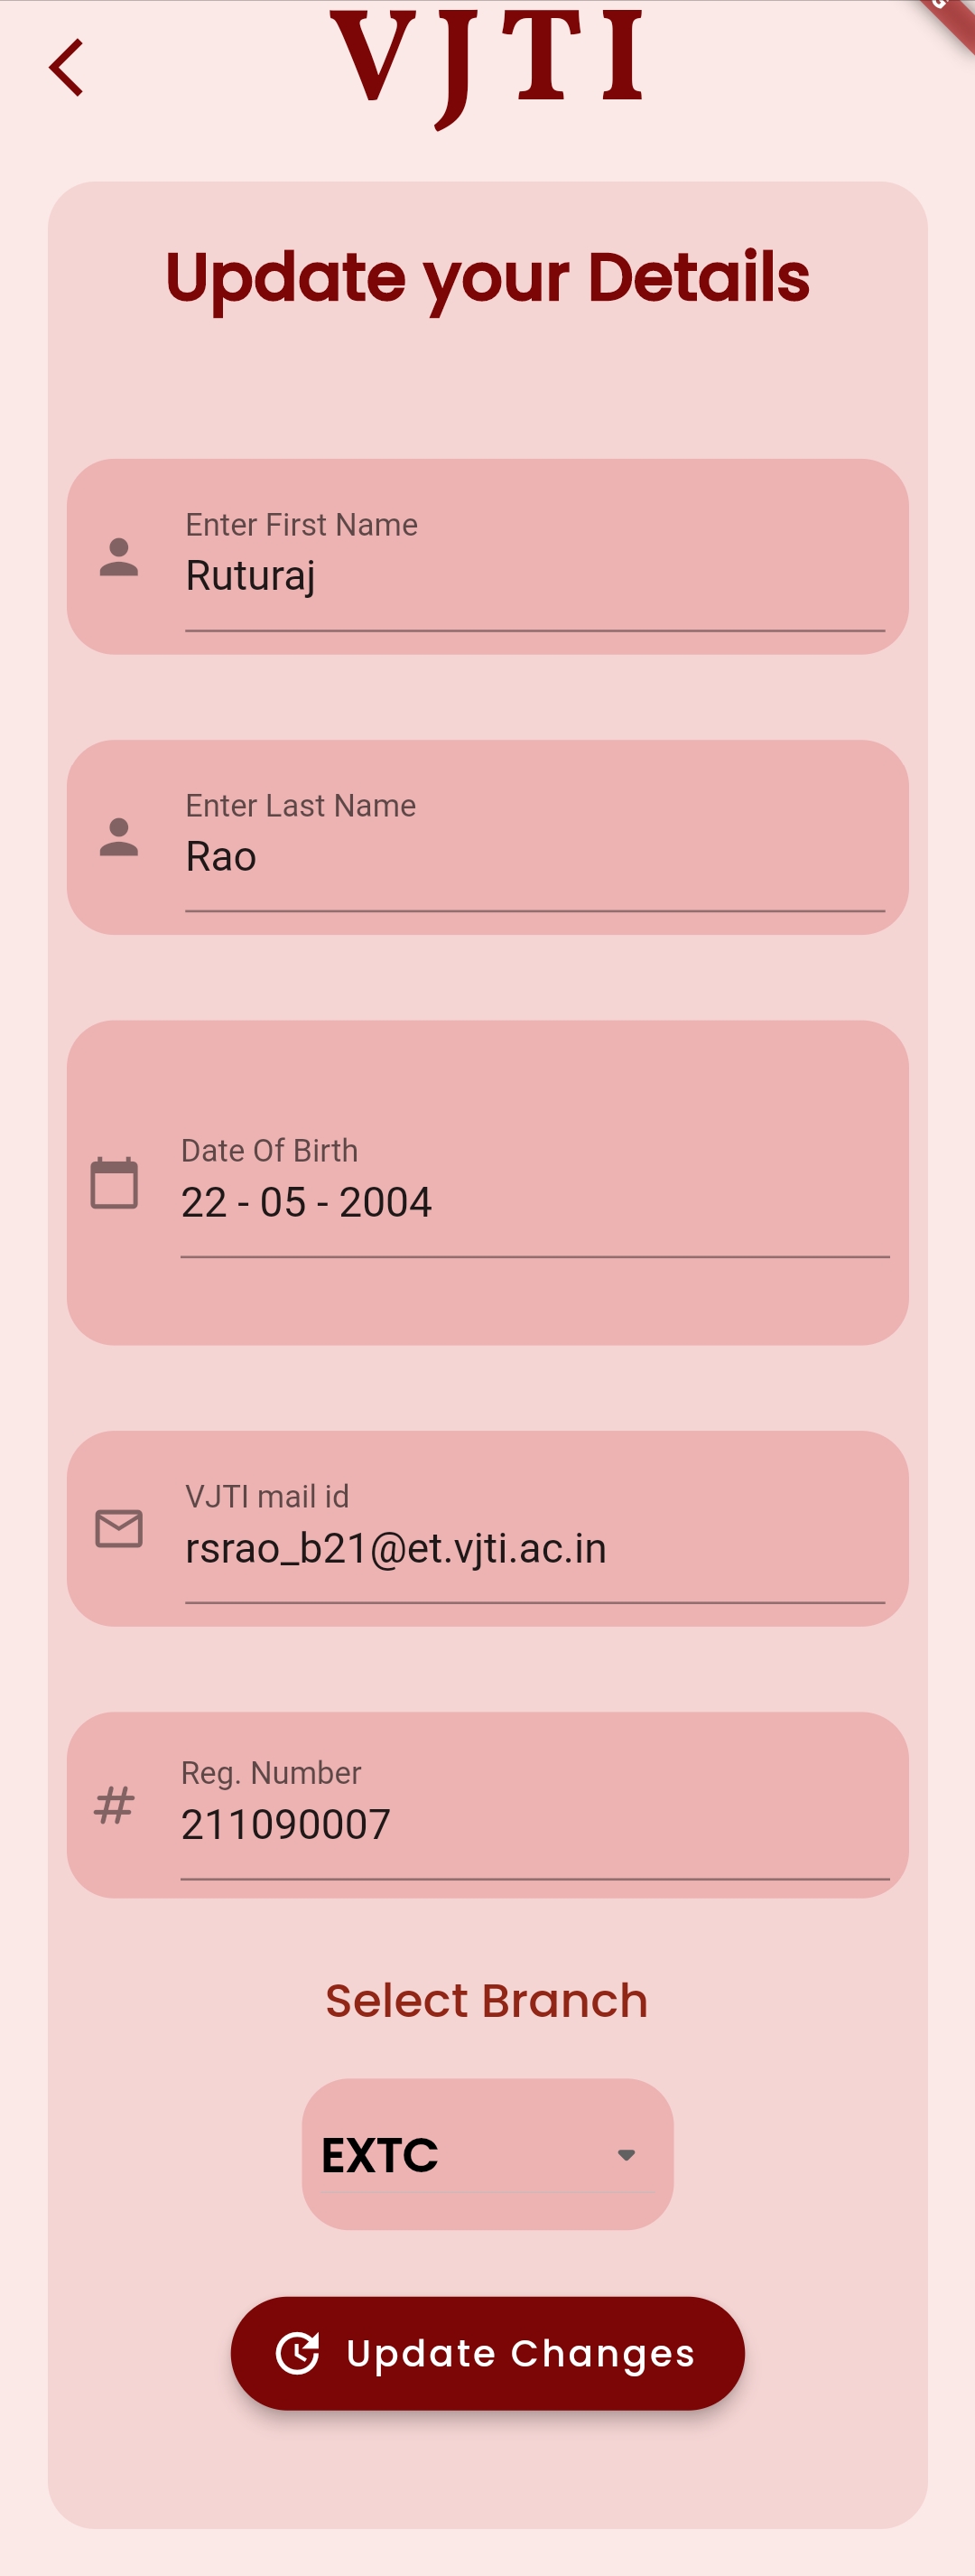 VJTI
Update your Details
Enter First Name
Ruturaj
Enter Last Name
Rao
Date Of Birth
22 - 05 - 2004
VJTI mail id
rsrao_b21@et.vjti.ac.in
Reg. Number
211090007
Select Branch
EXTC
Update Changes